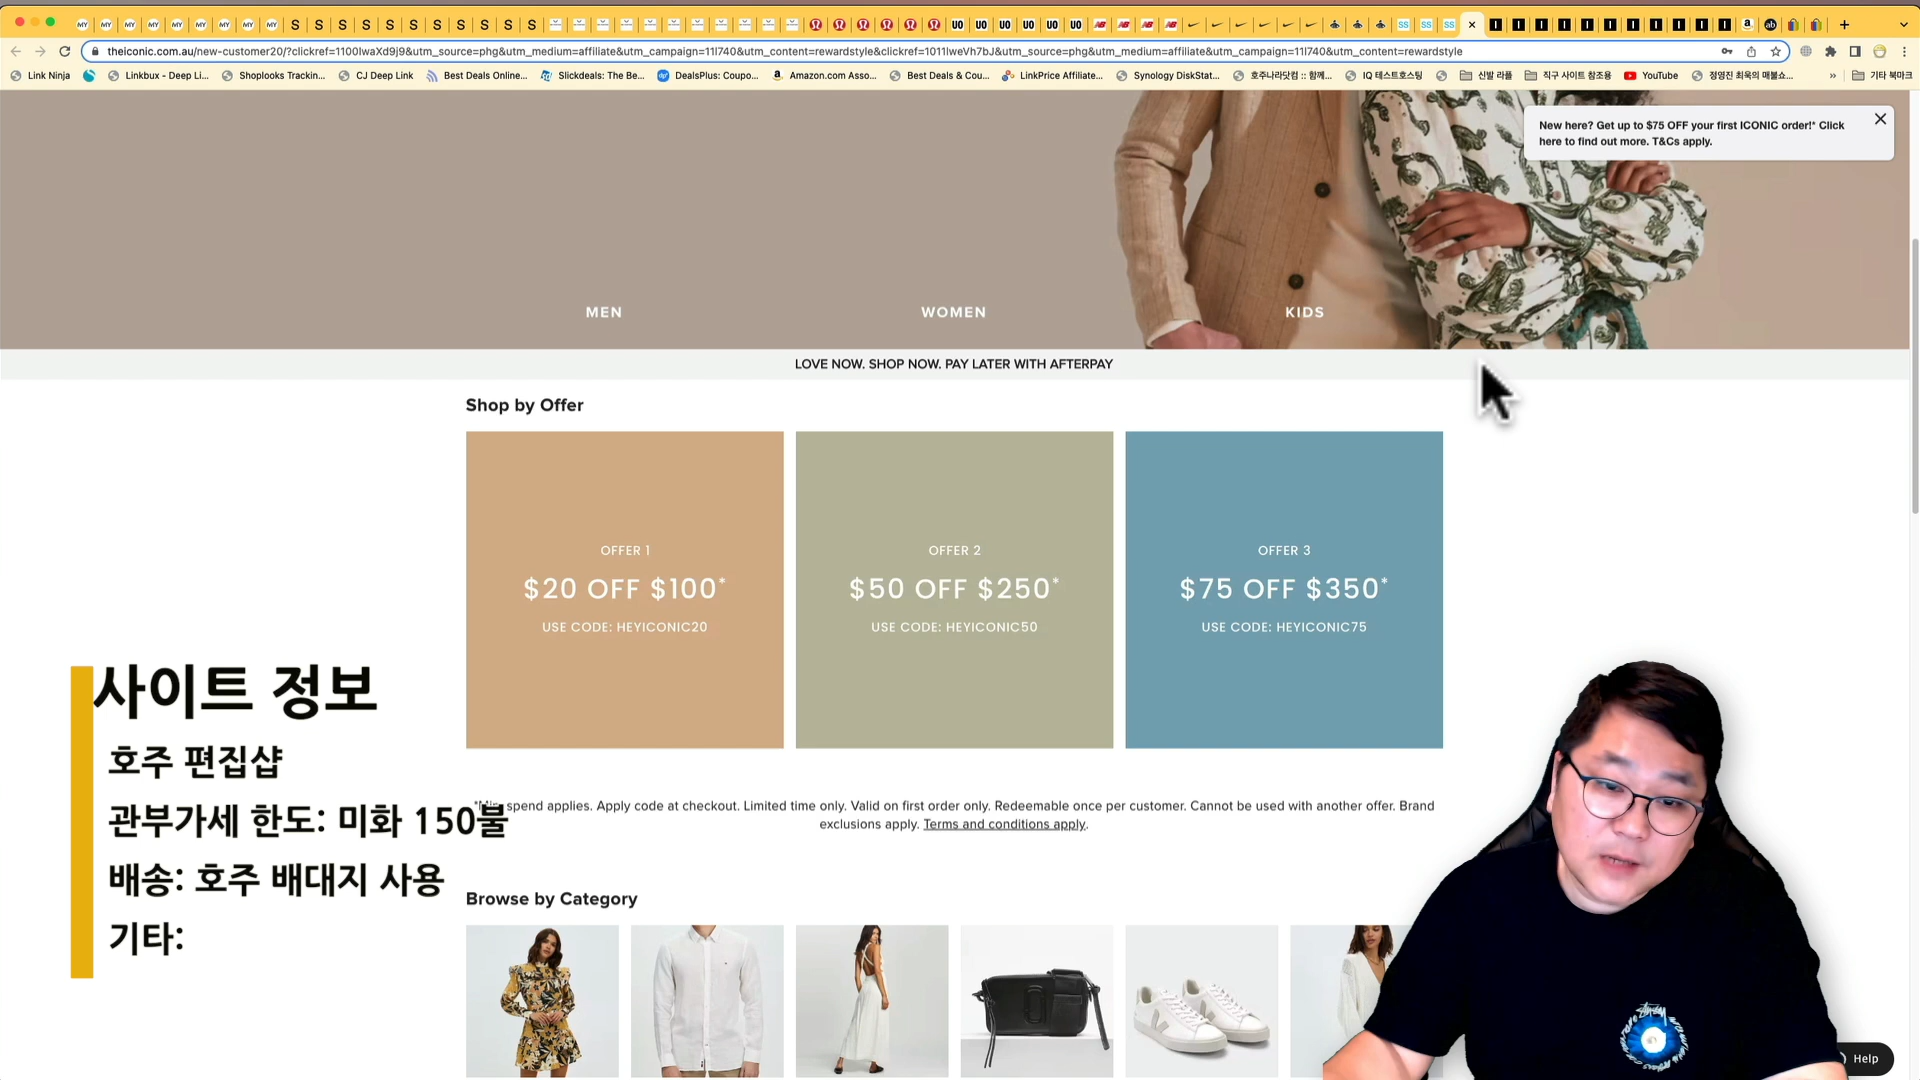 theiconic.com.au/new-customer20/?clickref=1100lwaXd9j9&utm_source=phg&utm_medium=affiliate&utm_campaign=11l740&utm_content=rewardstyle&clickref=1011lweVh7bJ&utm_source=phg&utm_medium=affiliate&utm_campaign=11l740&utm_content=rewardstyle
Link Ninja Linkbux - Deep Li... Shoplooks Trackin... CJ Deep Link Best Deals Online... Slickdeals: The Be... DealsPlus: Coupo... Amazon.com Asso... Best Deals & Cou... LinkPrice Affiliate... Synology DiskStat... 호주나라닷컴 :: 함께... IQ 테스트호스팅 신발 라플 직구 사이트 참조용 YouTube 정영진 최욱의 매불쇼... » 기타 북마크
New here? Get up to $75 OFF your first ICONIC order!* Click
here to find out more. T&Cs apply.
MEN WOMEN KIDS
LOVE NOW. SHOP NOW. PAY LATER WITH AFTERPAY
Shop by Offer
OFFER 1
$20 OFF $100*
USE CODE: HEYICONIC20
OFFER 2
$50 OFF $250*
USE CODE: HEYICONIC50
OFFER 3
$75 OFF $350*
USE CODE: HEYICONIC75
사이트 정보
호주 편집샵
관부가세 한도: 미화 150불
배송: 호주 배대지 사용
기타:
spend applies. Apply code at checkout. Limited time only. Valid on first order only. Redeemable once per customer. Cannot be used with another offer. Brand
exclusions apply. Terms and conditions apply.
Browse by Category
Help